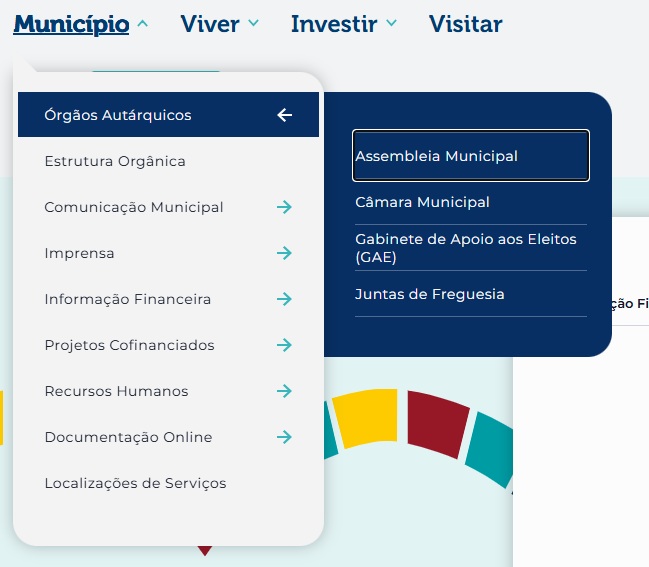 Município
Viver
Investir
Visitar
Órgãos Autárquicos
Estrutura Orgânica
Comunicação Municipal
Imprensa
Informação Financeira
Projetos Cofinanciados
Recursos Humanos
Documentação Online
Localizações de Serviços
Assembleia Municipal
Câmara Municipal
Gabinete de Apoio aos Eleitos
(GAE)
Juntas de Freguesia